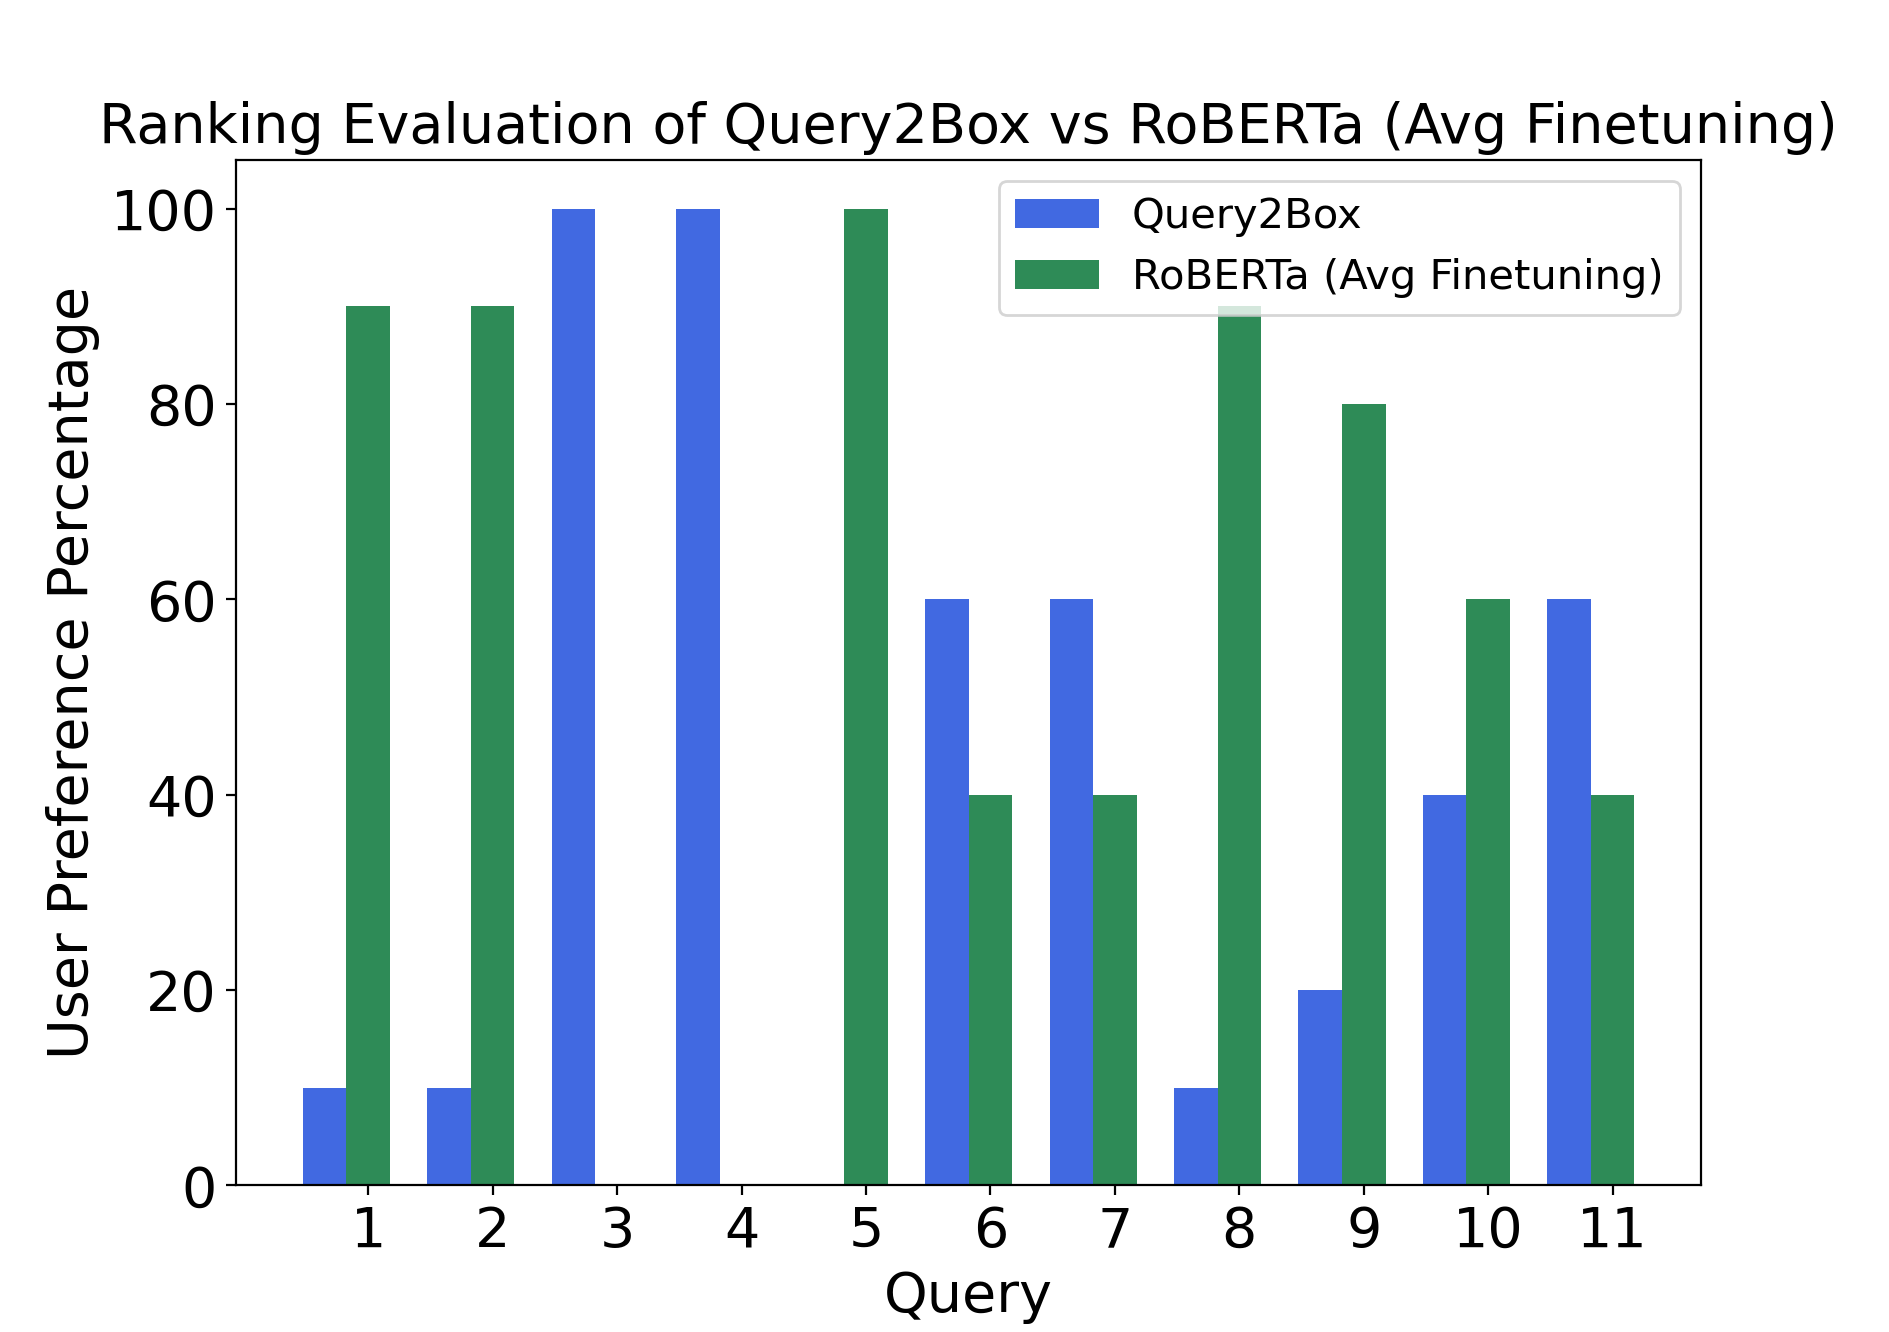 Ranking Evaluation of Query2Box vs RoBERTa (Avg Finetuning)
Query2Box
RoBERTa (Avg Finetuning)
User Preference Percentage
100
80
60
40
20
0
1 2 3 4 5 6 7 8 9 10 11
Query